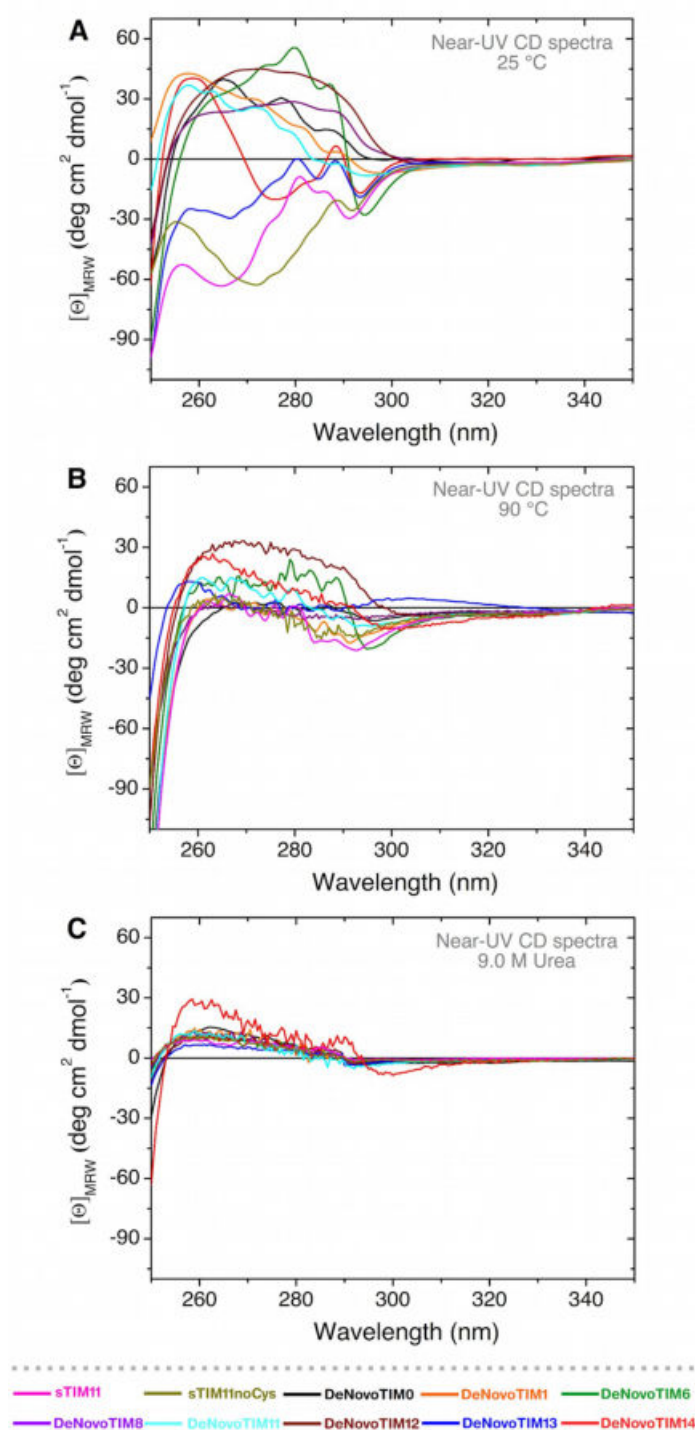 A
Near-UV CD spectra
25 °C
60
30
0
-30
-60
-90
[Θ]MRW (deg cm² dmol⁻¹)
260 280 300 320 340
Wavelength (nm)
B
Near-UV CD spectra
90 °C
60
30
0
-30
-60
-90
[Θ]MRW (deg cm² dmol⁻¹)
260 280 300 320 340
Wavelength (nm)
C
Near-UV CD spectra
9.0 M Urea
60
30
0
-30
-60
-90
[Θ]MRW (deg cm² dmol⁻¹)
260 280 300 320 340
Wavelength (nm)
sTIM11 sTIM11noCys DeNovoTIM0 DeNovoTIM1 DeNovoTIM6
DeNovoTIM8 DeNovoTIM11 DeNovoTIM12 DeNovoTIM13 DeNovoTIM14